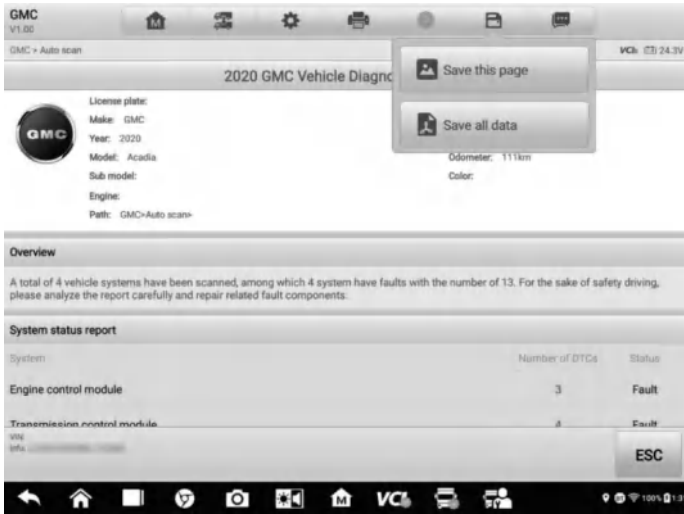 GMC
V1.00
GMC > Auto scan
VCI: 24.3V
2020 GMC Vehicle Diagno
Save this page
Save all data
GMC
License plate:
Make: GMC
Year: 2020
Model: Acadia
Odometer: 111km
Sub model:
Color:
Engine:
Path: GMC>Auto scan>
Overview
A total of 4 vehicle systems have been scanned, among which 4 system have faults with the number of 13. For the sake of safety driving,
please analyze the report carefully and repair related fault components.
System status report
System Number of DTCs Status
Engine control module 3 Fault
Transmission control module 4 Fault
VIN
Info
ESC
M VCI
100%